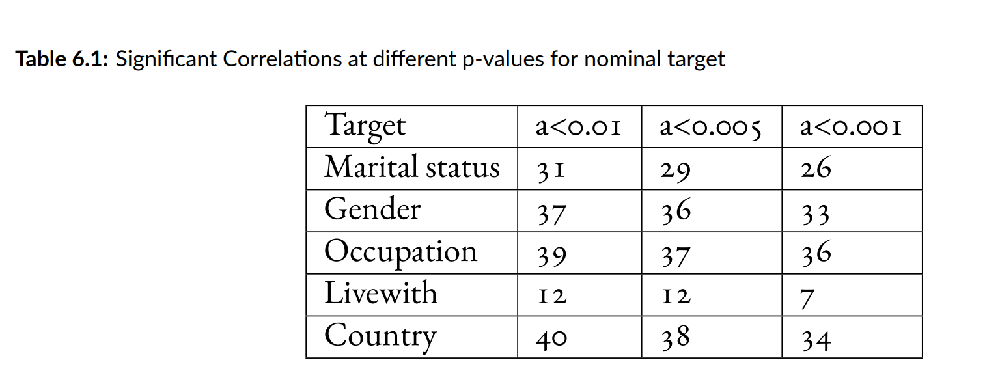 Table 6.1: Significant Correlations at different p-values for nominal target
Target a<0.01 a<0.005 a<0.001
Marital status 31 29 26
Gender 37 36 33
Occupation 39 37 36
Livewith 12 12 7
Country 40 38 34